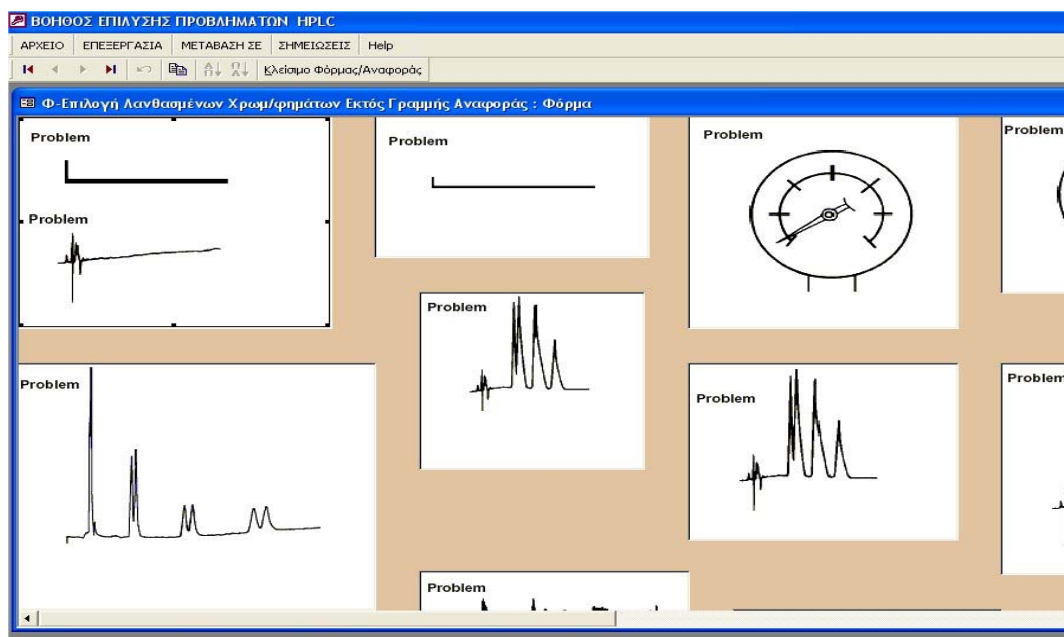 ΒΟΗΘΟΣ ΕΠΙΛΥΣΗΣ ΠΡΟΒΛΗΜΑΤΩΝ HPLC
ΑΡΧΕΙΟ ΕΠΕΞΕΡΓΑΣΙΑ ΜΕΤΑΒΑΣΗ ΣΕ ΣΗΜΕΙΩΣΕΙΣ Help
Κλείσιμο Φόρμας/Αναφοράς
Φ-Επιλογή Λανθασμένων Χρωμ/φημάτων Εκτός Γραμμής Αναφοράς : Φόρμα
Problem
Problem
Problem
Problem
Problem
Problem
Problem
Problem
Problem
Problem